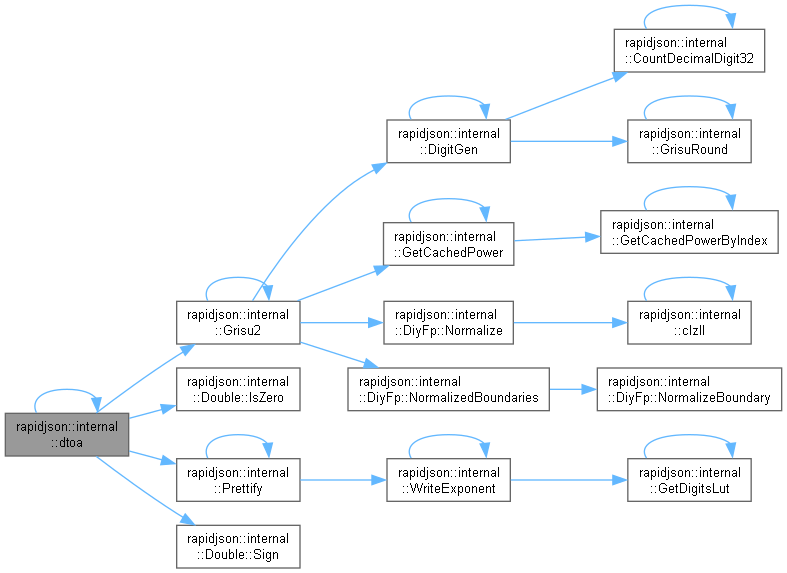 rapidjson::internal
::CountDecimalDigit32
rapidjson::internal
::DigitGen
rapidjson::internal
::GrisuRound
rapidjson::internal
::GetCachedPower
rapidjson::internal
::GetCachedPowerByIndex
rapidjson::internal
::Grisu2
rapidjson::internal
::DiyFp::Normalize
rapidjson::internal
::clzll
rapidjson::internal
::Double::IsZero
rapidjson::internal
::DiyFp::NormalizedBoundaries
rapidjson::internal
::DiyFp::NormalizeBoundary
rapidjson::internal
::dtoa
rapidjson::internal
::Prettify
rapidjson::internal
::WriteExponent
rapidjson::internal
::GetDigitsLut
rapidjson::internal
::Double::Sign